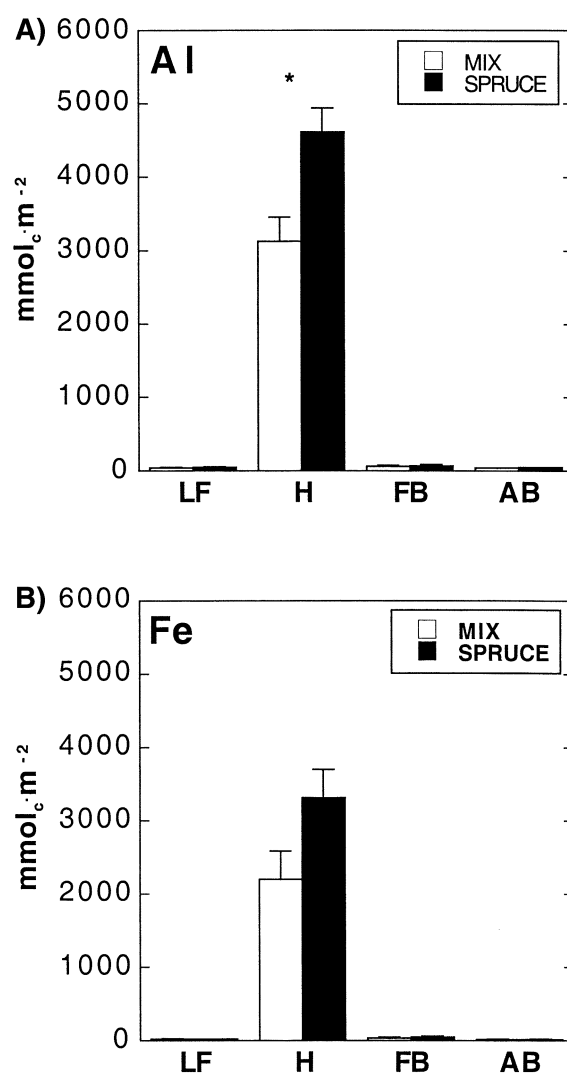 A)
Al
*
MIX
SPRUCE
6000
5000
4000
3000
2000
1000
0
mmolc·m-2
LF H FB AB
B)
Fe
MIX
SPRUCE
6000
5000
4000
3000
2000
1000
0
mmolc·m-2
LF H FB AB